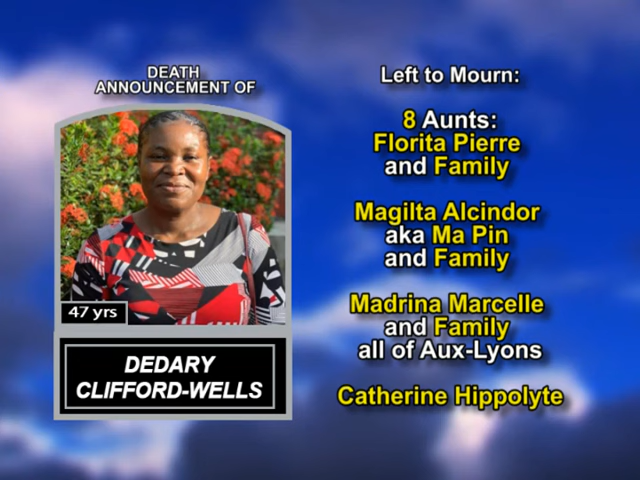 DEATH
ANNOUNCEMENT OF
47 yrs
DEDARY
CLIFFORD-WELLS
Left to Mourn:
8 Aunts:
Florita Pierre
and Family
Magilta Alcindor
aka Ma Pin
and Family
Madrina Marcelle
and Family
all of Aux-Lyons
Catherine Hippolyte